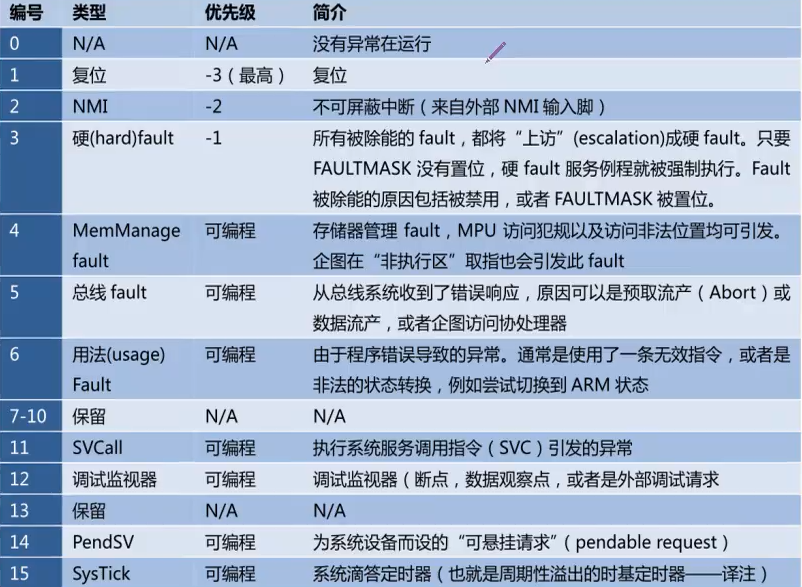 编号 类型 优先级 简介
0 N/A N/A 没有异常在运行
1 复位 -3（最高） 复位
2 NMI -2 不可屏蔽中断（来自外部 NMI 输入脚）
3 硬(hard)fault -1 所有被除能的 fault，都将“上访”(escalation)成硬 fault。只要
FAULTMASK 没有置位，硬 fault 服务例程就被强制执行。Fault
被除能的原因包括被禁用，或者 FAULTMASK 被置位。
4 MemManage 可编程 存储器管理 fault，MPU 访问犯规以及访问非法位置均可引发。
fault 企图在“非执行区”取指也会引发此 fault
5 总线 fault 可编程 从总线系统收到了错误响应，原因可以是预取流产（Abort）或
数据流产，或者企图访问协处理器
6 用法(usage) 可编程 由于程序错误导致的异常。通常是使用了一条无效指令，或者是
Fault 非法的状态转换，例如尝试切换到 ARM 状态
7-10 保留 N/A N/A
11 SVCall 可编程 执行系统服务调用指令（SVC）引发的异常
12 调试监视器 可编程 调试监视器（断点，数据观察点，或者是外部调试请求
13 保留 N/A N/A
14 PendSV 可编程 为系统设备而设的“可悬挂请求”（pendable request）
15 SysTick 可编程 系统滴答定时器（也就是周期性溢出的时基定时器——译注）